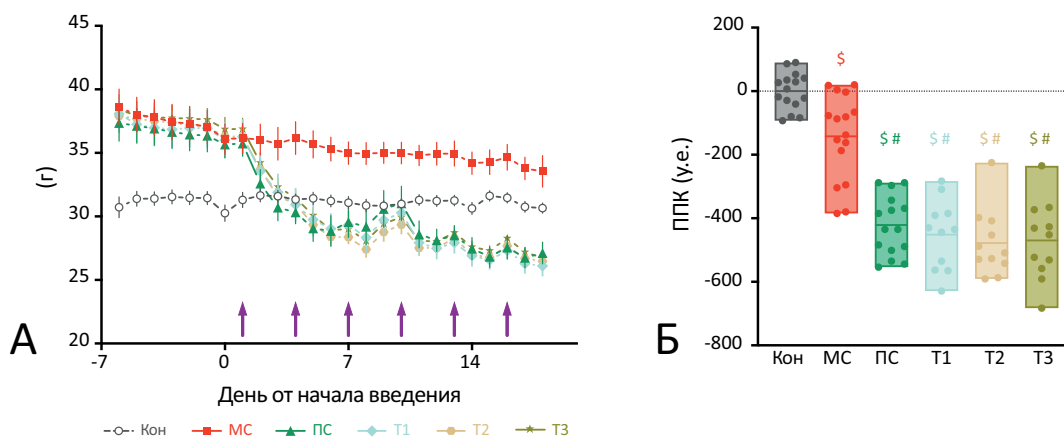 45
40
35
30
25
20
(г)
-7
0
7
14
День от начала введения
А
Кон
МС
ПС
Т1
Т2
Т3
200
0
-200
-400
-600
-800
ППК (у.е.)
$
$ #
$ #
$ #
$ #
Кон
МС
ПС
Т1
Т2
Т3
Б